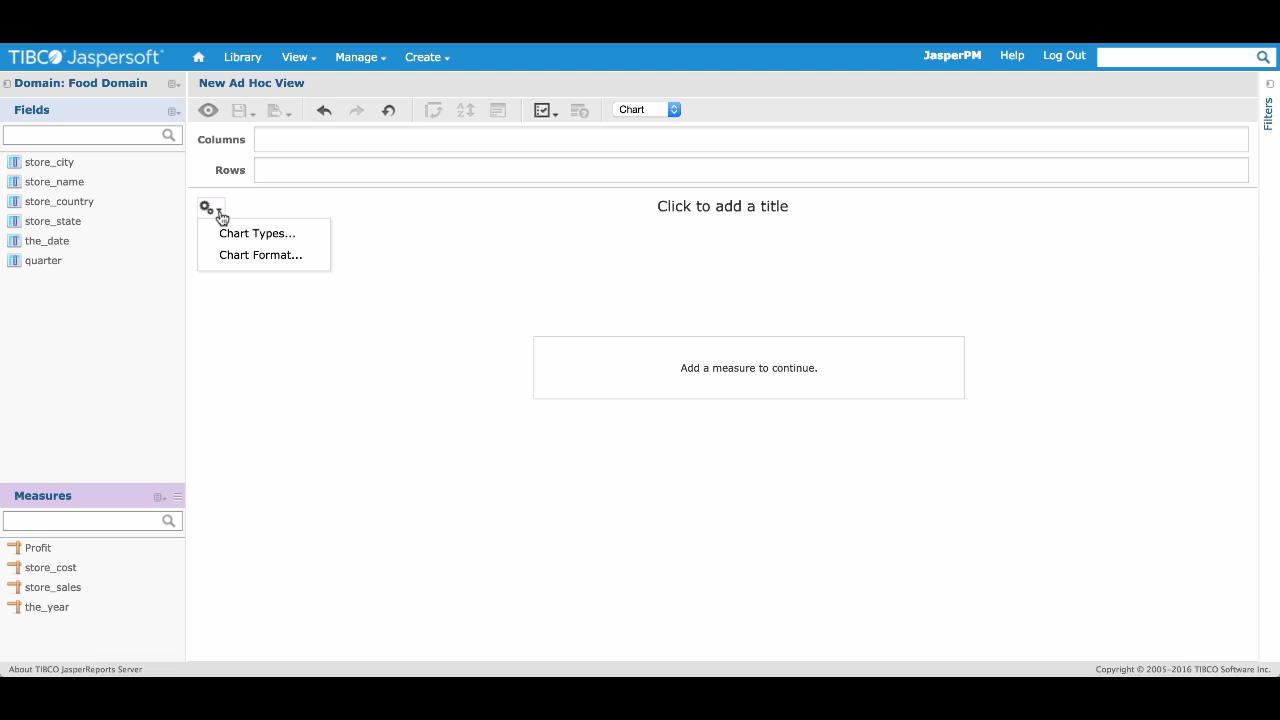 TIBCO Jaspersoft
Library
View
Manage
Create
JasperPM
Help
Log Out
Domain: Food Domain
New Ad Hoc View
Fields
Chart
Filters
Columns
Rows
store_city
store_name
store_country
store_state
the_date
quarter
Click to add a title
Chart Types...
Chart Format...
Add a measure to continue.
Measures
Profit
store_cost
store_sales
the_year
About TIBCO JasperReports Server
Copyright © 2005-2016 TIBCO Software Inc.